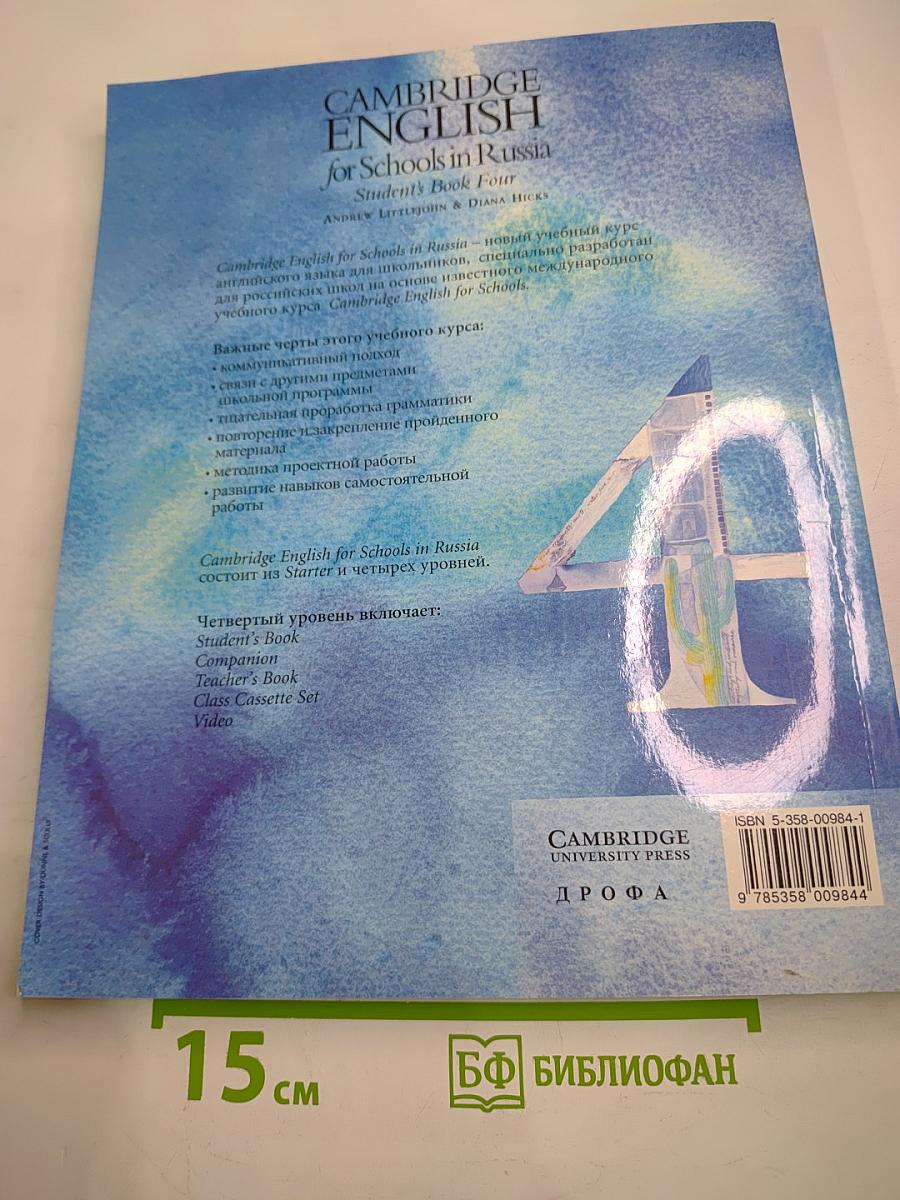 CAMBRIDGE
ENGLISH
for Schools in Russia
Student's Book Four
ANDREW LITTLEJOHN & DIANA HICKS
Cambridge English for Schools in Russia – новый учебный курс
английского языка для школьников, специально разработан
для российских школ на основе известного международного
учебного курса Cambridge English for Schools.
Важные черты этого учебного курса:
• коммуникативный подход
• связи с другими предметами
школьной программы
• тщательная проработка грамматики
• повторение и закрепление пройденного
материала
• методика проектной работы
• развитие навыков самостоятельной
работы
Cambridge English for Schools in Russia
состоит из Starter и четырех уровней.
Четвертый уровень включает:
Student's Book
Companion
Teacher's Book
Class Cassette Set
Video
4
COVER DESIGN BY DUNNE &
CAMBRIDGE
UNIVERSITY PRESS
ДРОФА
ISBN 5-358-00984-1
9 785358 009844
15 см
БФ БИБЛИОФАН